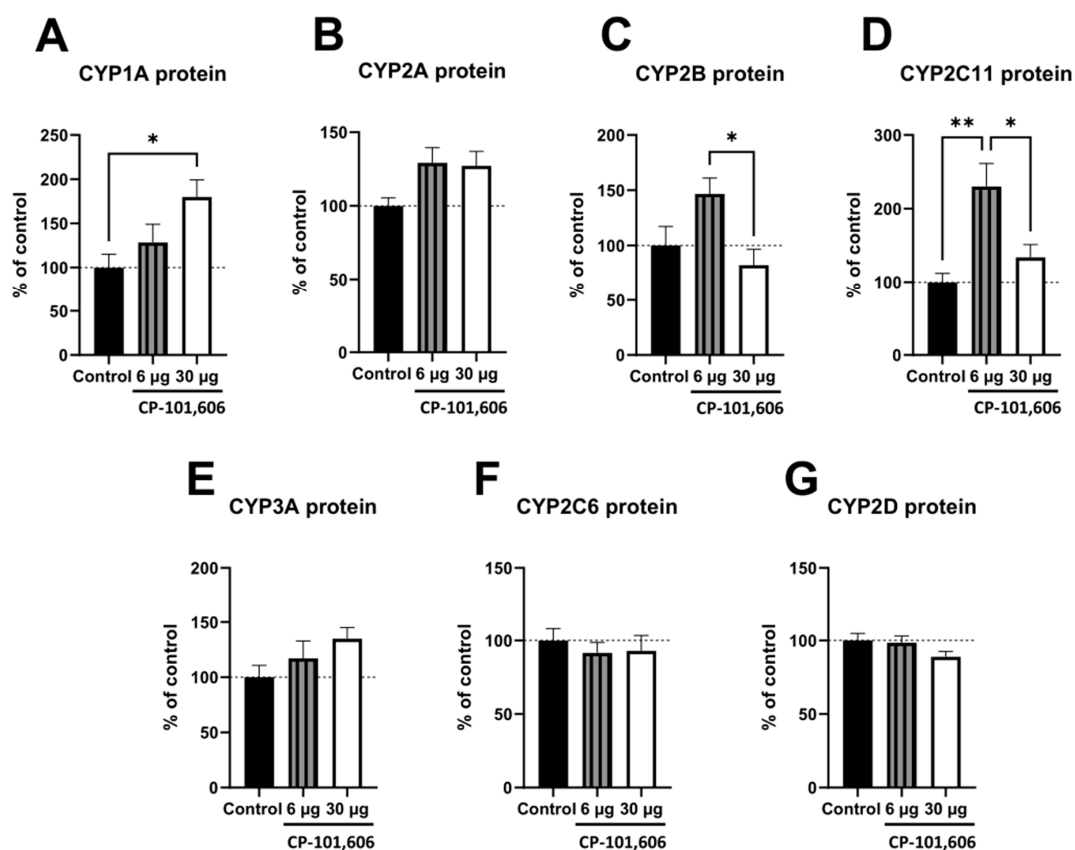 A
CYP1A protein
% of control
250
200
150
100
50
0
*
Control 6 µg 30 µg
CP-101,606
B
CYP2A protein
% of control
150
100
50
0
Control 6 µg 30 µg
CP-101,606
C
CYP2B protein
% of control
200
150
100
50
0
*
Control 6 µg 30 µg
CP-101,606
D
CYP2C11 protein
% of control
300
200
100
0
** *
Control 6 µg 30 µg
CP-101,606
E
CYP3A protein
% of control
200
150
100
50
0
Control 6 µg 30 µg
CP-101,606
F
CYP2C6 protein
% of control
150
100
50
0
Control 6 µg 30 µg
CP-101,606
G
CYP2D protein
% of control
150
100
50
0
Control 6 µg 30 µg
CP-101,606